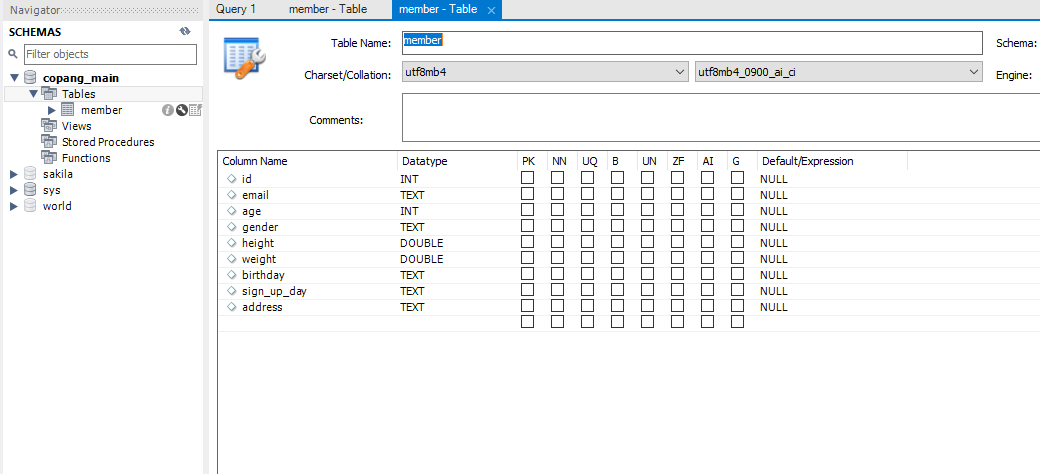 Navigator
SCHEMAS
Filter objects
copang_main
Tables
member
Views
Stored Procedures
Functions
sakila
sys
world
Query 1 member - Table member - Table
Table Name: member Schema:
Charset/Collation: utf8mb4 utf8mb4_0900_ai_ci Engine:
Comments:
Column Name Datatype PK NN UQ B UN ZF AI G Default/Expression
id INT NULL
email TEXT NULL
age INT NULL
gender TEXT NULL
height DOUBLE NULL
weight DOUBLE NULL
birthday TEXT NULL
sign_up_day TEXT NULL
address TEXT NULL